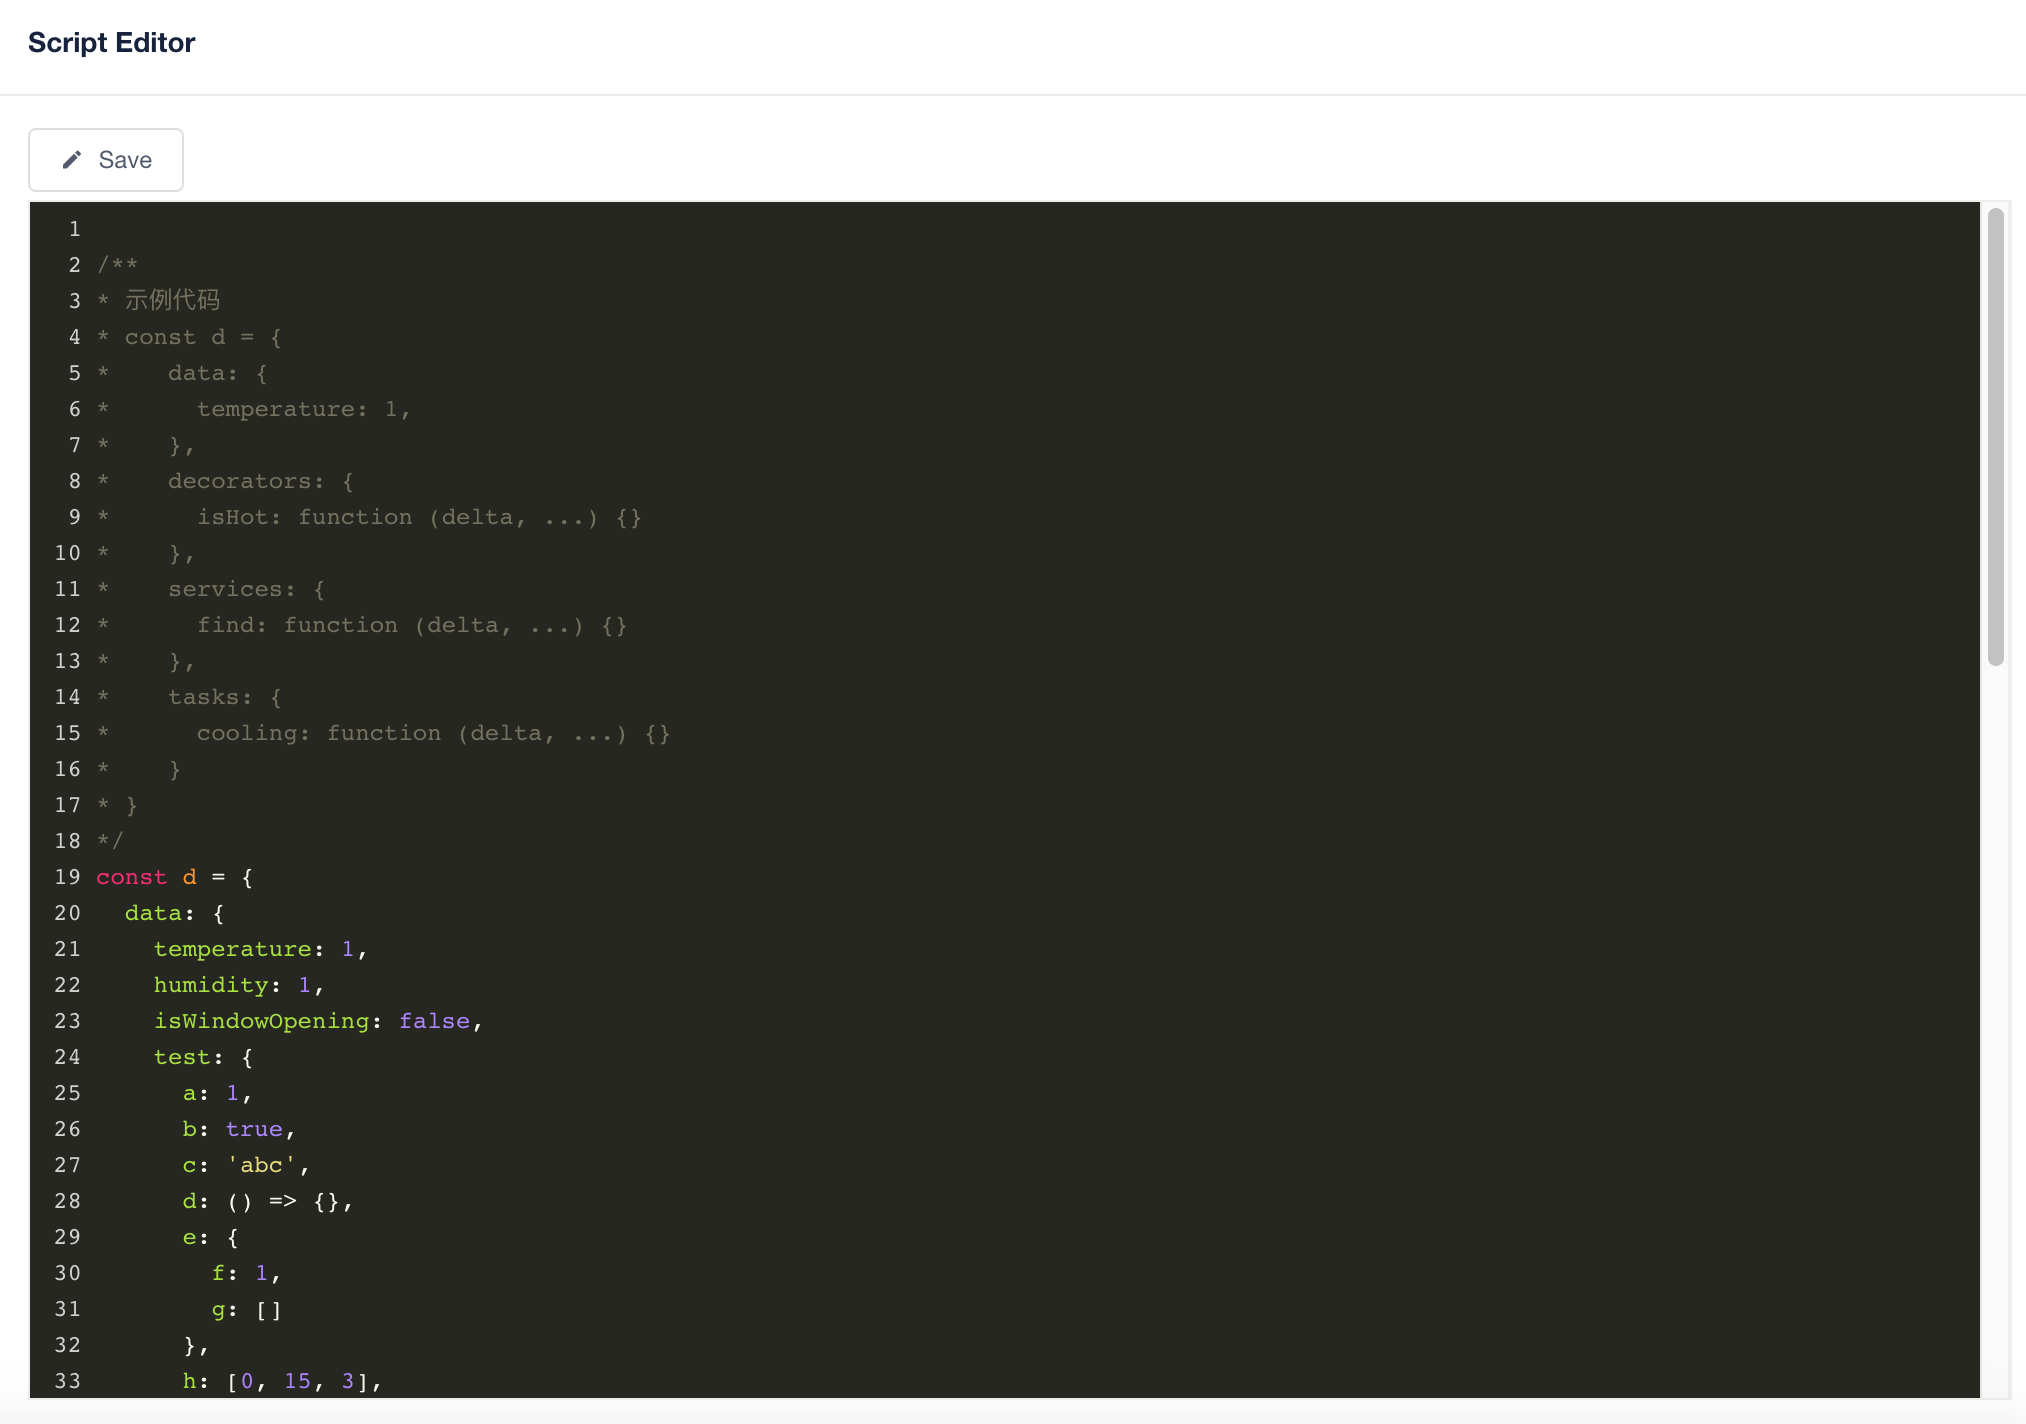 Script Editor
Save
1
2 /**
3 * 示例代码
4 * const d = {
5 *    data: {
6 *      temperature: 1,
7 *    },
8 *    decorators: {
9 *      isHot: function (delta, ...) {}
10 *    },
11 *    services: {
12 *      find: function (delta, ...) {}
13 *    },
14 *    tasks: {
15 *      cooling: function (delta, ...) {}
16 *    }
17 * }
18 */
19 const d = {
20   data: {
21     temperature: 1,
22     humidity: 1,
23     isWindowOpening: false,
24     test: {
25       a: 1,
26       b: true,
27       c: 'abc',
28       d: () => {},
29       e: {
30         f: 1,
31         g: []
32       },
33       h: [0, 15, 3],